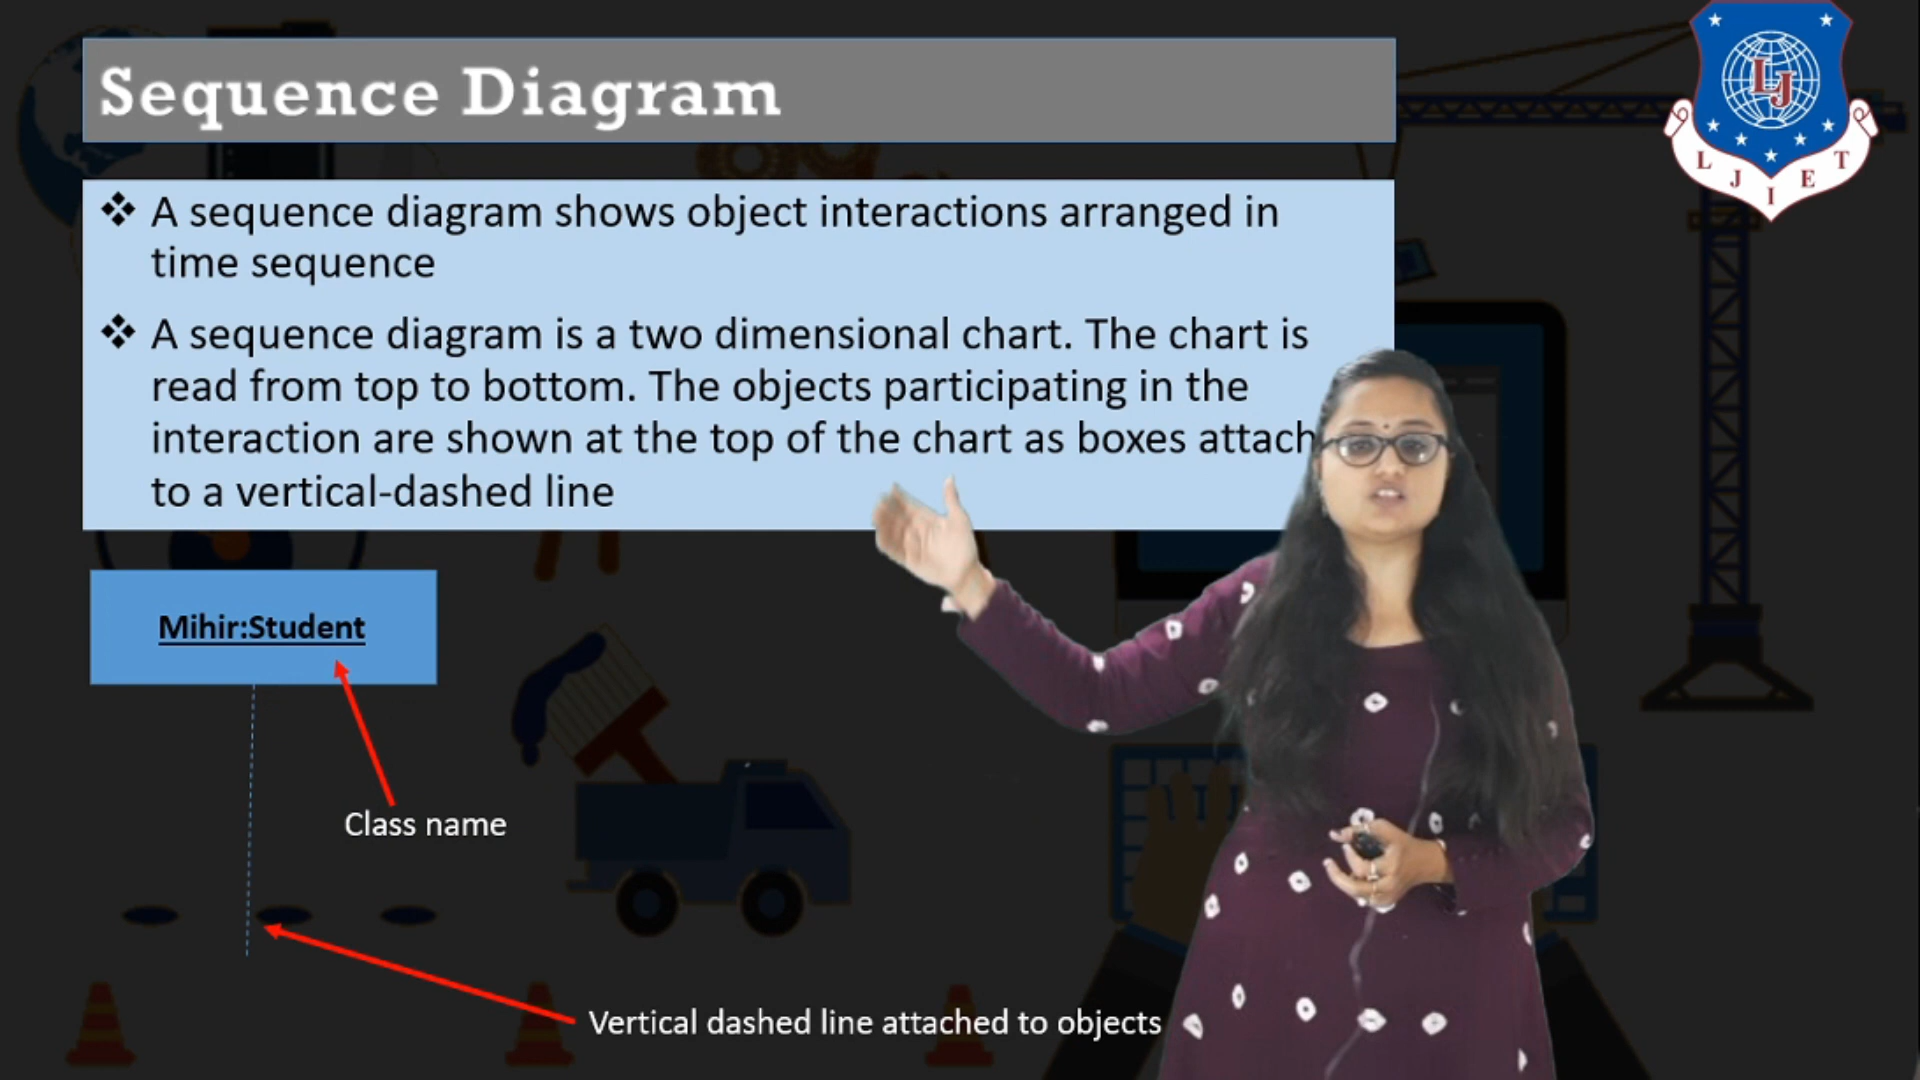 Sequence Diagram
❖ A sequence diagram shows object interactions arranged in
time sequence
❖ A sequence diagram is a two dimensional chart. The chart is
read from top to bottom. The objects participating in the
interaction are shown at the top of the chart as boxes attach
to a vertical-dashed line
Mihir:Student
Class name
Vertical dashed line attached to objects
LJ
L J I E T